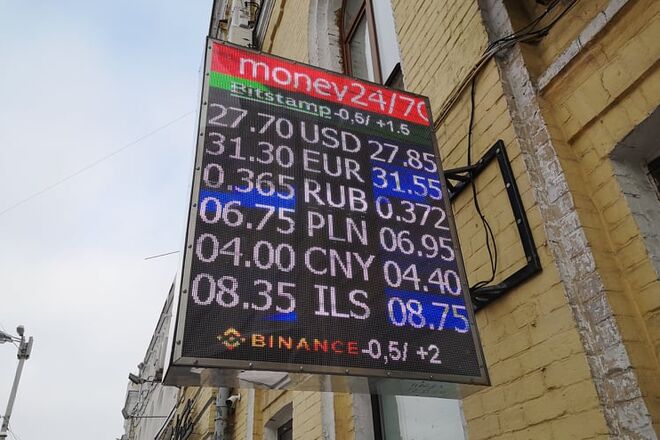 money24/7
Bitstamp -0,6/ +1.5
27.70 USD 27.85
31.30 EUR 31.55
0.365 RUB 0.372
06.75 PLN 06.95
04.00 CNY 04.40
08.35 ILS 08.75
BINANCE -0,5/ +2